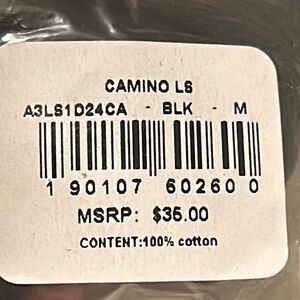 CAMINO LS
A3LS1D24CA - BLK - M
1 90107 60260 0
MSRP: $35.00
CONTENT:100% cotton